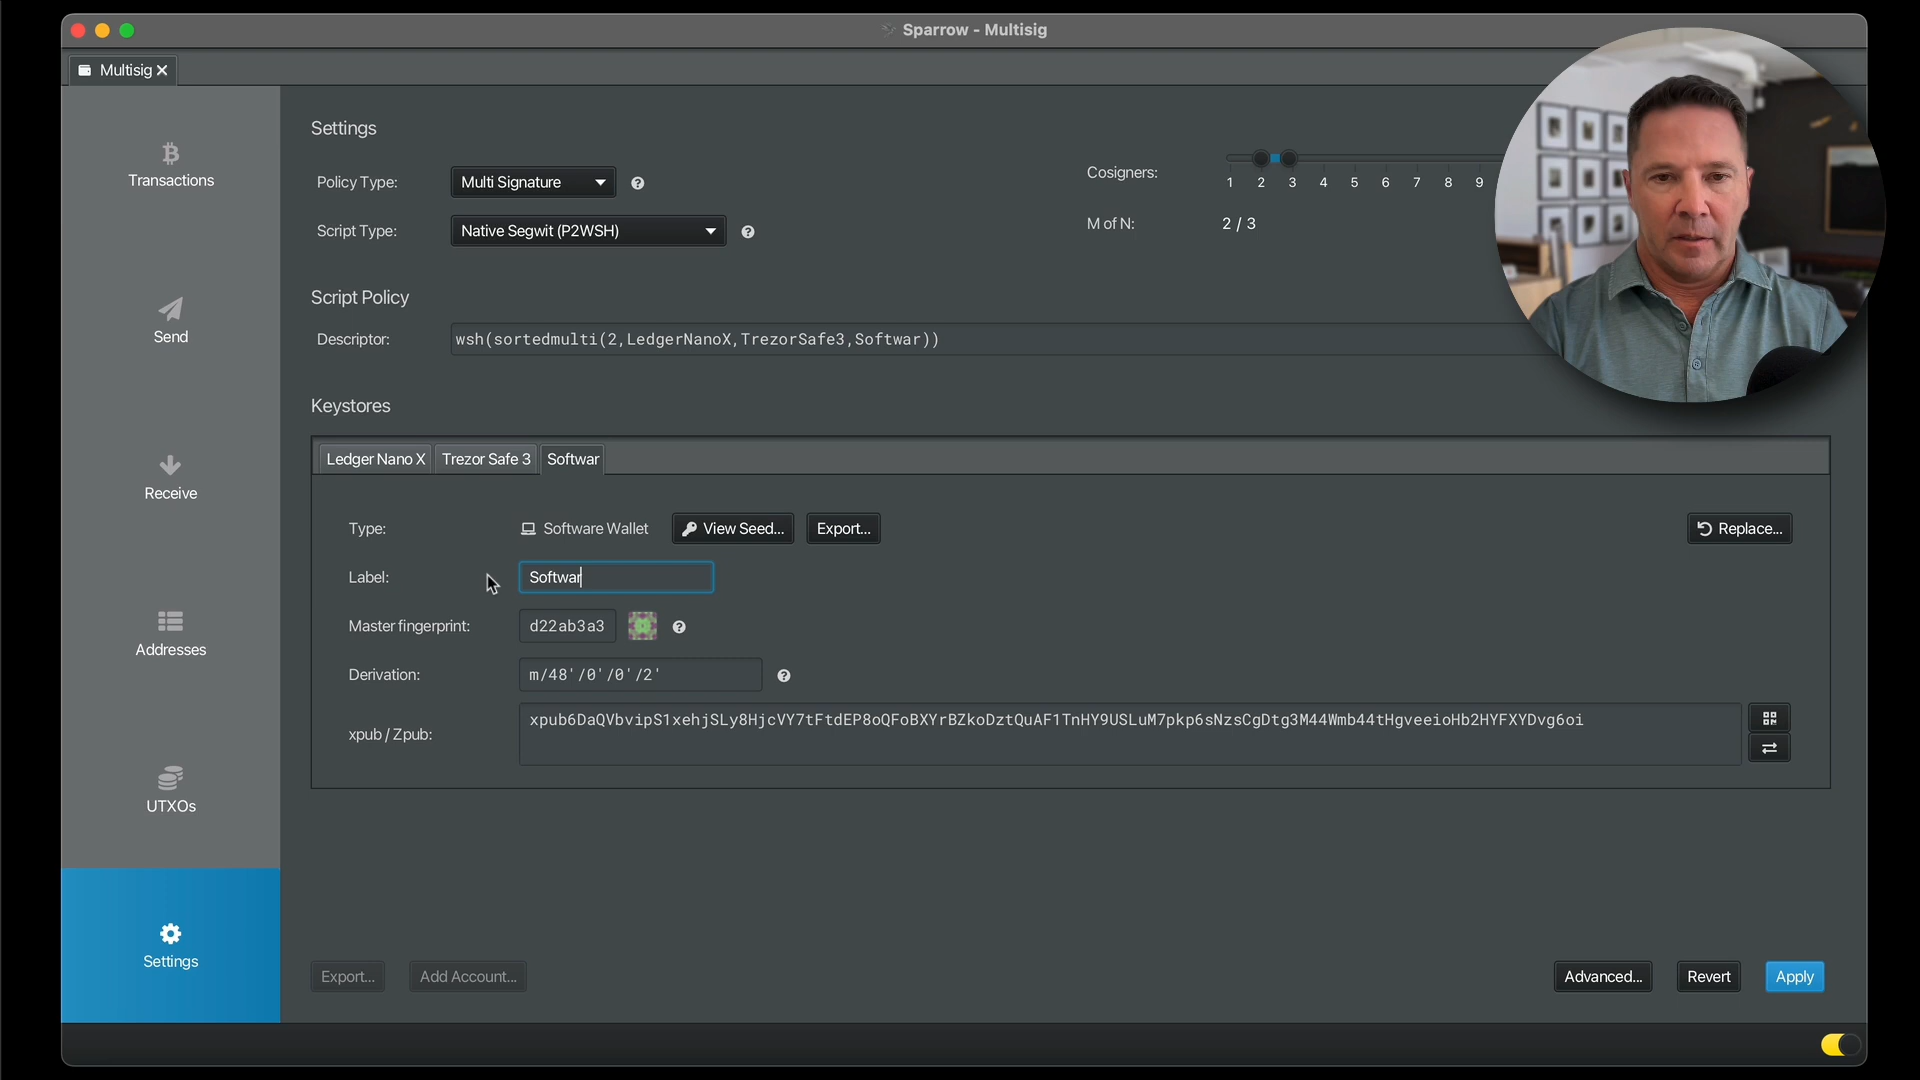 Sparrow - Multisig
Multisig
Transactions
Send
Receive
Addresses
UTXOs
Settings
Settings
Policy Type: Multi Signature
Script Type: Native Segwit (P2WSH)
Cosigners:
1 2 3 4 5 6 7 8 9
M of N: 2 / 3
Script Policy
Descriptor: wsh(sortedmulti(2,LedgerNanoX,TrezorSafe3,Softwar))
Keystores
Ledger Nano X Trezor Safe 3 Softwar
Type: Software Wallet View Seed... Export... Replace...
Label: Softwar
Master fingerprint: d22ab3a3
Derivation: m/48'/0'/0'/2'
xpub / Zpub: xpub6DaQVbvipS1xehjSLy8HjcVY7tFtdEP8oQFoBXYrBZkoDztQuAF1TnHY9USLuM7pkp6sNzsCgDtg3M44Wmb44tHgveeioHb2HYFXYDvg6oi
Export... Add Account... Advanced... Revert Apply